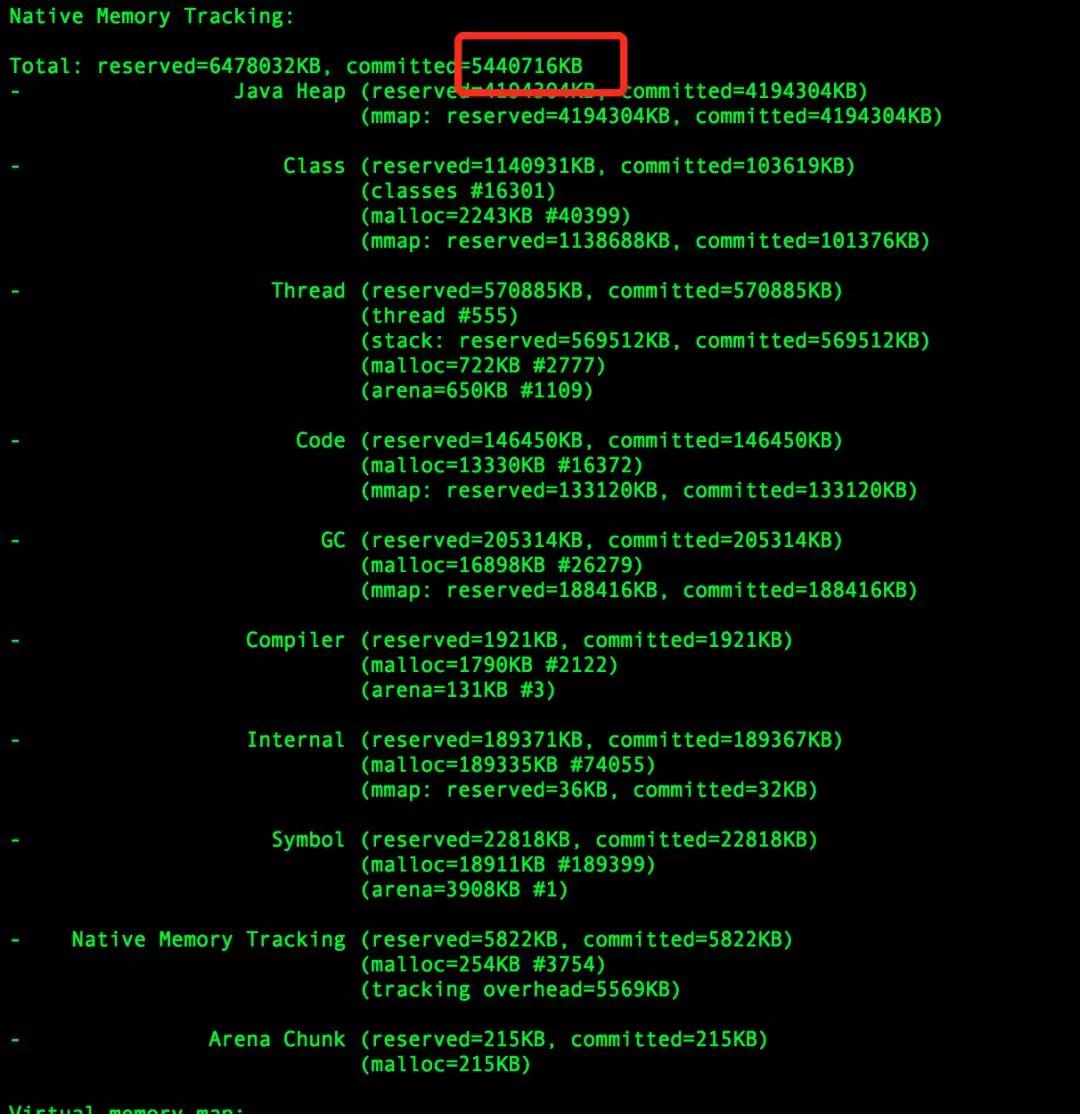 Native Memory Tracking:
Total: reserved=6478032KB, committed=5440716KB
- Java Heap (reserved=4194304KB, committed=4194304KB)
(mmap: reserved=4194304KB, committed=4194304KB)
- Class (reserved=1140931KB, committed=103619KB)
(classes #16301)
(malloc=2243KB #40399)
(mmap: reserved=1138688KB, committed=101376KB)
- Thread (reserved=570885KB, committed=570885KB)
(thread #555)
(stack: reserved=569512KB, committed=569512KB)
(malloc=722KB #2777)
(arena=650KB #1109)
- Code (reserved=146450KB, committed=146450KB)
(malloc=13330KB #16372)
(mmap: reserved=133120KB, committed=133120KB)
- GC (reserved=205314KB, committed=205314KB)
(malloc=16898KB #26279)
(mmap: reserved=188416KB, committed=188416KB)
- Compiler (reserved=1921KB, committed=1921KB)
(malloc=1790KB #2122)
(arena=131KB #3)
- Internal (reserved=189371KB, committed=189367KB)
(malloc=189335KB #74055)
(mmap: reserved=36KB, committed=32KB)
- Symbol (reserved=22818KB, committed=22818KB)
(malloc=18911KB #189399)
(arena=3908KB #1)
- Native Memory Tracking (reserved=5822KB, committed=5822KB)
(malloc=254KB #3754)
(tracking overhead=5569KB)
- Arena Chunk (reserved=215KB, committed=215KB)
(malloc=215KB)
Virtual memory map: